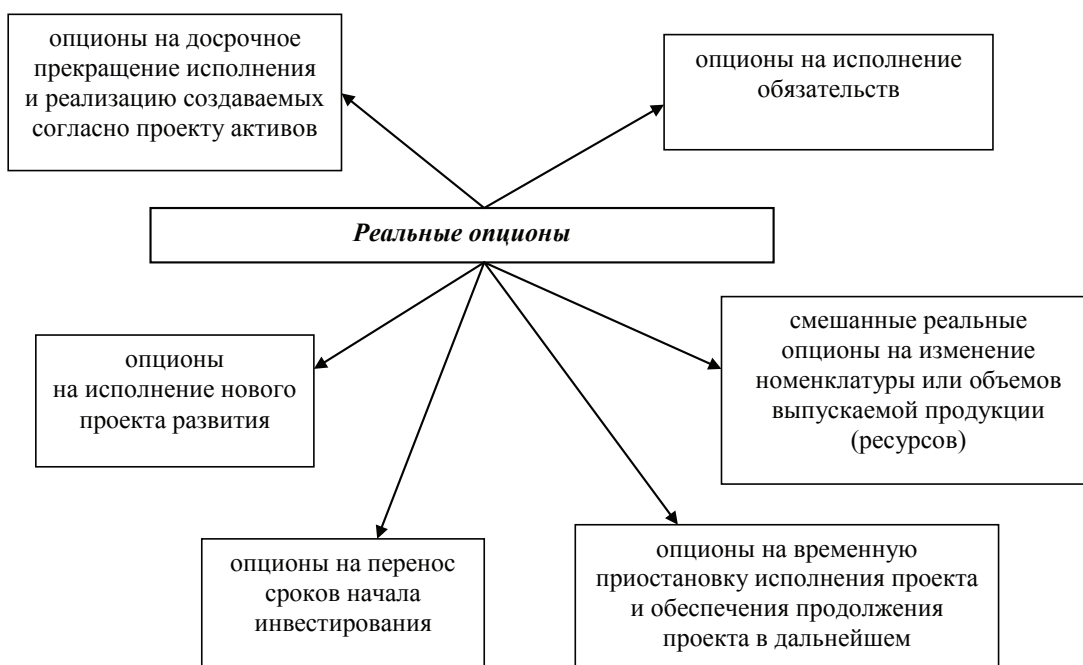 опционы на досрочное
прекращение исполнения
и реализацию создаваемых
согласно проекту активов
опционы на исполнение
обязательств
Реальные опционы
опционы
на исполнение нового
проекта развития
смешанные реальные
опционы на изменение
номенклатуры или объемов
выпускаемой продукции
(ресурсов)
опционы на перенос
сроков начала
инвестирования
опционы на временную
приостановку исполнения проекта
и обеспечения продолжения
проекта в дальнейшем